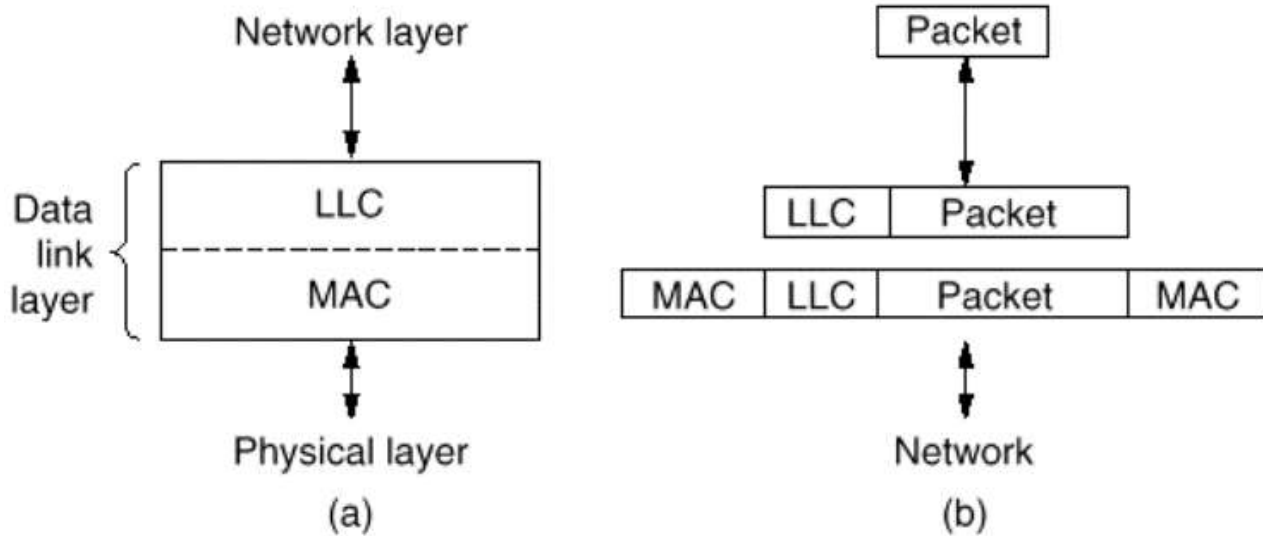 Network layer
Data
link
layer
LLC
MAC
Physical layer
(a)
Packet
LLC Packet
MAC LLC Packet MAC
Network
(b)